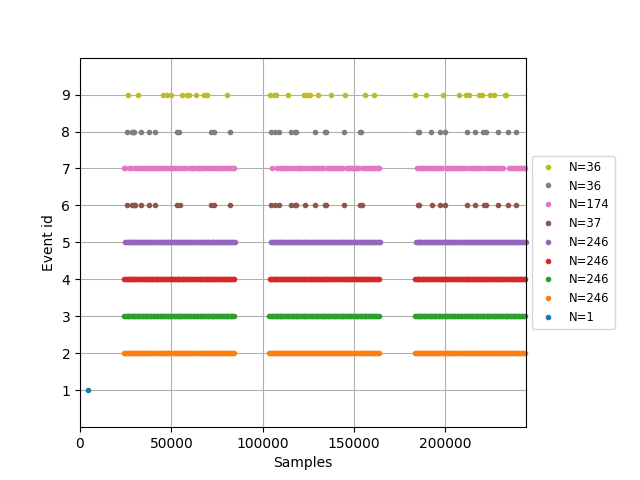 9
8
7
6
5
4
3
2
1
Event id
0 50000 100000 150000 200000
Samples
N=36
N=36
N=174
N=37
N=246
N=246
N=246
N=246
N=1